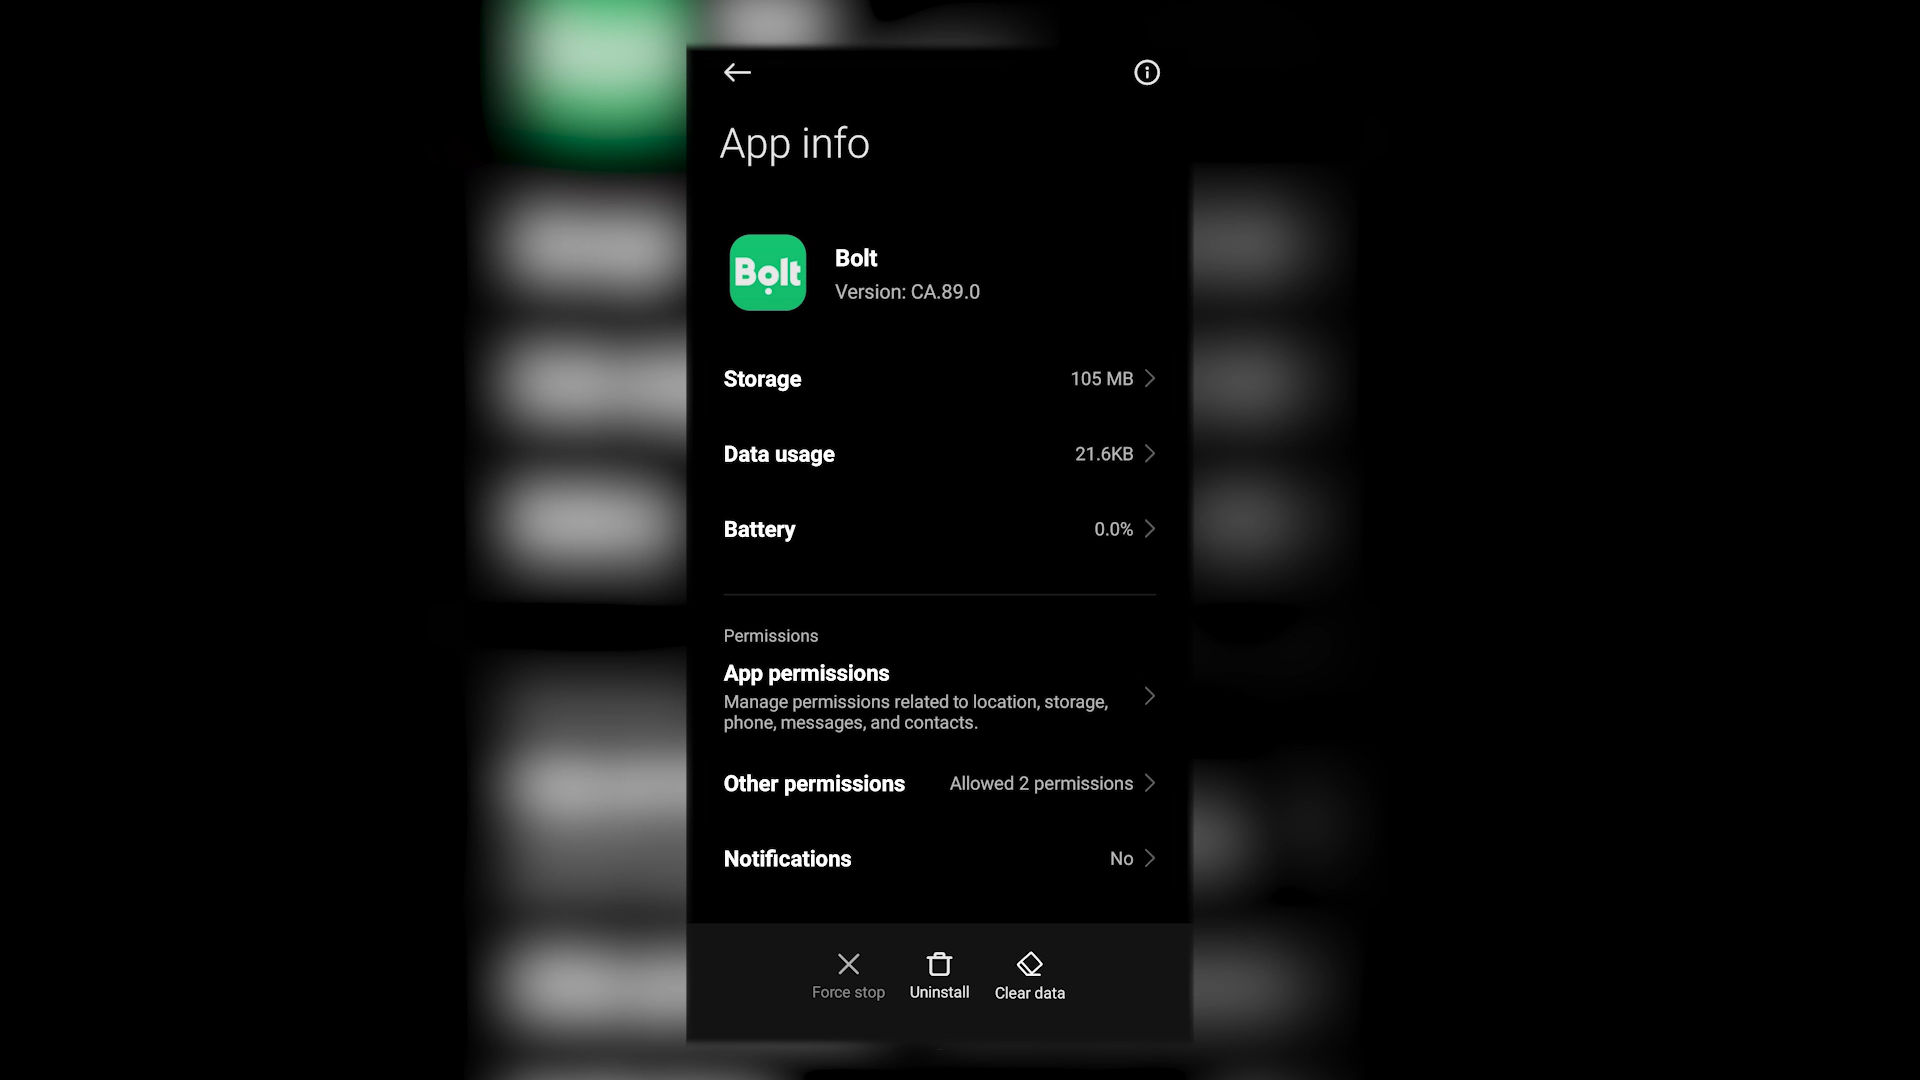 App info
Bolt
Bolt
Version: CA.89.0
Storage 105 MB
Data usage 21.6KB
Battery 0.0%
Permissions
App permissions
Manage permissions related to location, storage,
phone, messages, and contacts.
Other permissions Allowed 2 permissions
Notifications No
Force stop Uninstall Clear data